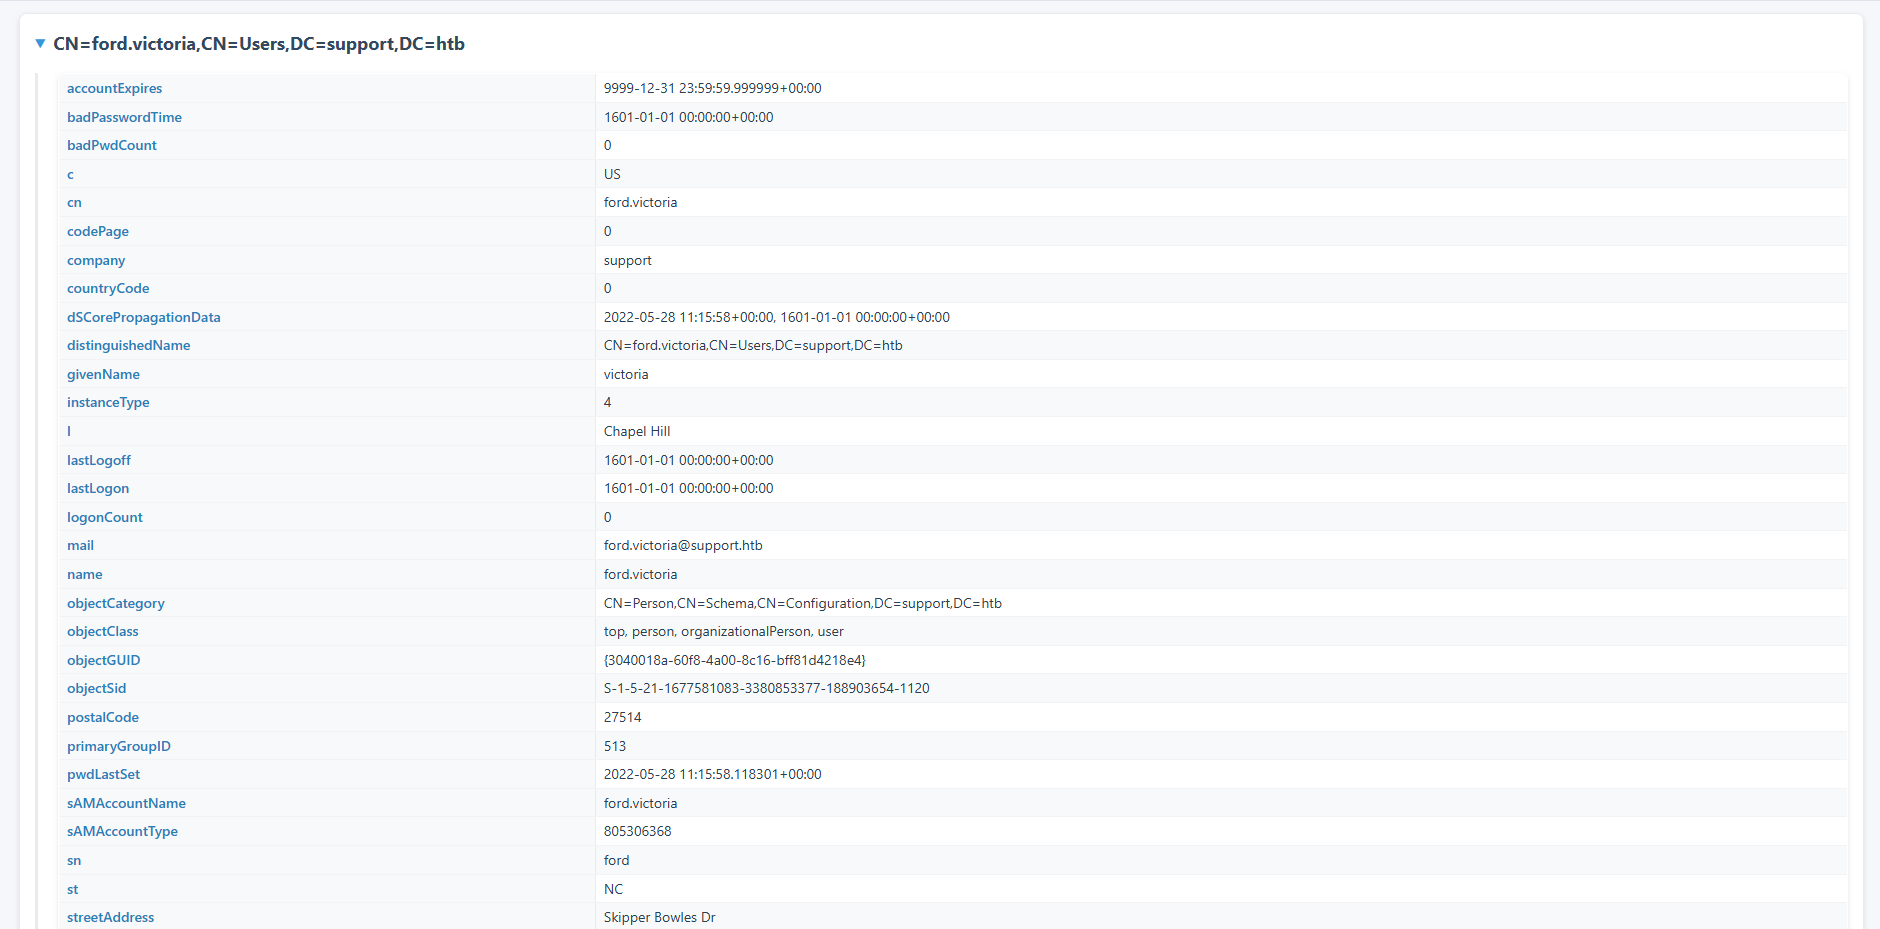 CN=ford.victoria,CN=Users,DC=support,DC=htb
accountExpires 9999-12-31 23:59:59.999999+00:00
badPasswordTime 1601-01-01 00:00:00+00:00
badPwdCount 0
c US
cn ford.victoria
codePage 0
company support
countryCode 0
dSCorePropagationData 2022-05-28 11:15:58+00:00, 1601-01-01 00:00:00+00:00
distinguishedName CN=ford.victoria,CN=Users,DC=support,DC=htb
givenName victoria
instanceType 4
l Chapel Hill
lastLogoff 1601-01-01 00:00:00+00:00
lastLogon 1601-01-01 00:00:00+00:00
logonCount 0
mail ford.victoria@support.htb
name ford.victoria
objectCategory CN=Person,CN=Schema,CN=Configuration,DC=support,DC=htb
objectClass top, person, organizationalPerson, user
objectGUID {3040018a-60f8-4a00-8c16-bff81d4218e4}
objectSid S-1-5-21-1677581083-3380853377-188903654-1120
postalCode 27514
primaryGroupID 513
pwdLastSet 2022-05-28 11:15:58.118301+00:00
sAMAccountName ford.victoria
sAMAccountType 805306368
sn ford
st NC
streetAddress Skipper Bowles Dr